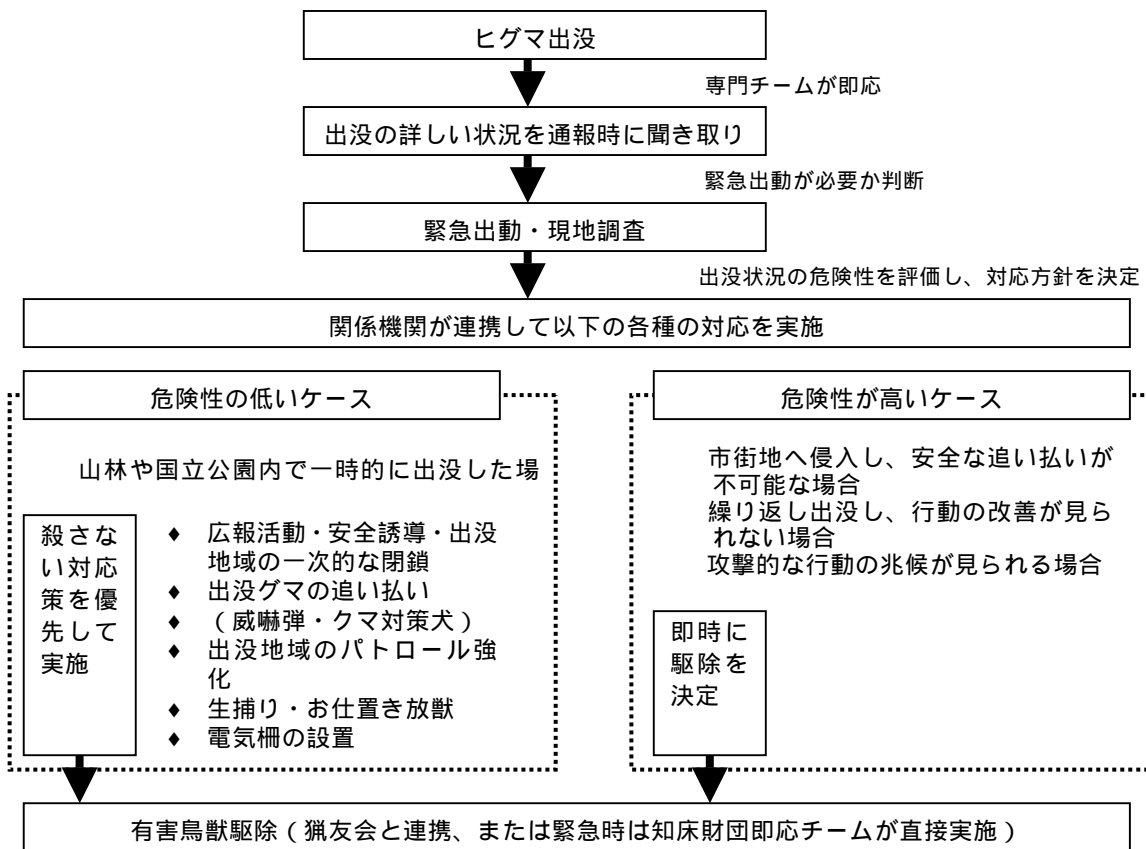 ヒグマ出没
専門チームが即応
出没の詳しい状況を通報時に聞き取り
緊急出動が必要か判断
緊急出動・現地調査
出没状況の危険性を評価し、対応方針を決定
関係機関が連携して以下の各種の対応を実施
危険性の低いケース
山林や国立公園内で一時的に出没した場
殺さな
い対応
策を優
先して
実施
♦ 広報活動・安全誘導・出没
地域の一次的な閉鎖
♦ 出没グマの追い払い
♦ （威嚇弾・クマ対策犬）
♦ 出没地域のパトロール強
化
♦ 生捕り・お仕置き放獣
♦ 電気柵の設置
危険性が高いケース
市街地へ侵入し、安全な追い払いが
不可能な場合
繰り返し出没し、行動の改善が見ら
れない場合
攻撃的な行動の兆候が見られる場合
即時に
駆除を
決定
有害鳥獣駆除（猟友会と連携、または緊急時は知床財団即応チームが直接実施）